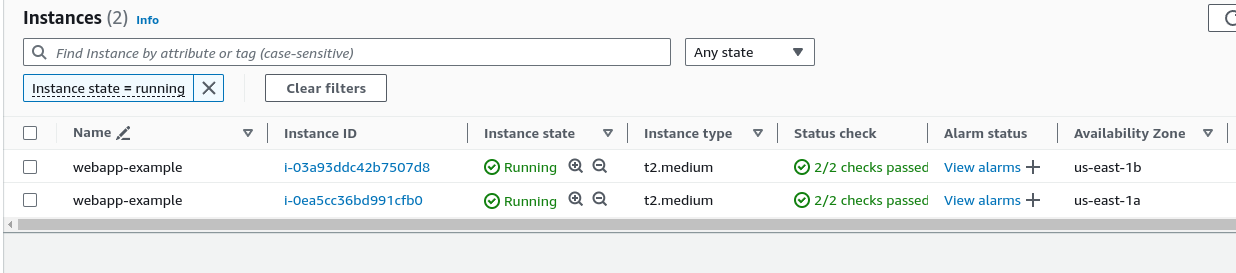 Instances (2) Info
Find Instance by attribute or tag (case-sensitive)
Any state
Instance state = running
Clear filters
Name Instance ID Instance state Instance type Status check Alarm status Availability Zone
webapp-example i-03a93ddc42b7507d8 Running t2.medium 2/2 checks passed View alarms us-east-1b
webapp-example i-0ea5cc36bd991cfb0 Running t2.medium 2/2 checks passed View alarms us-east-1a